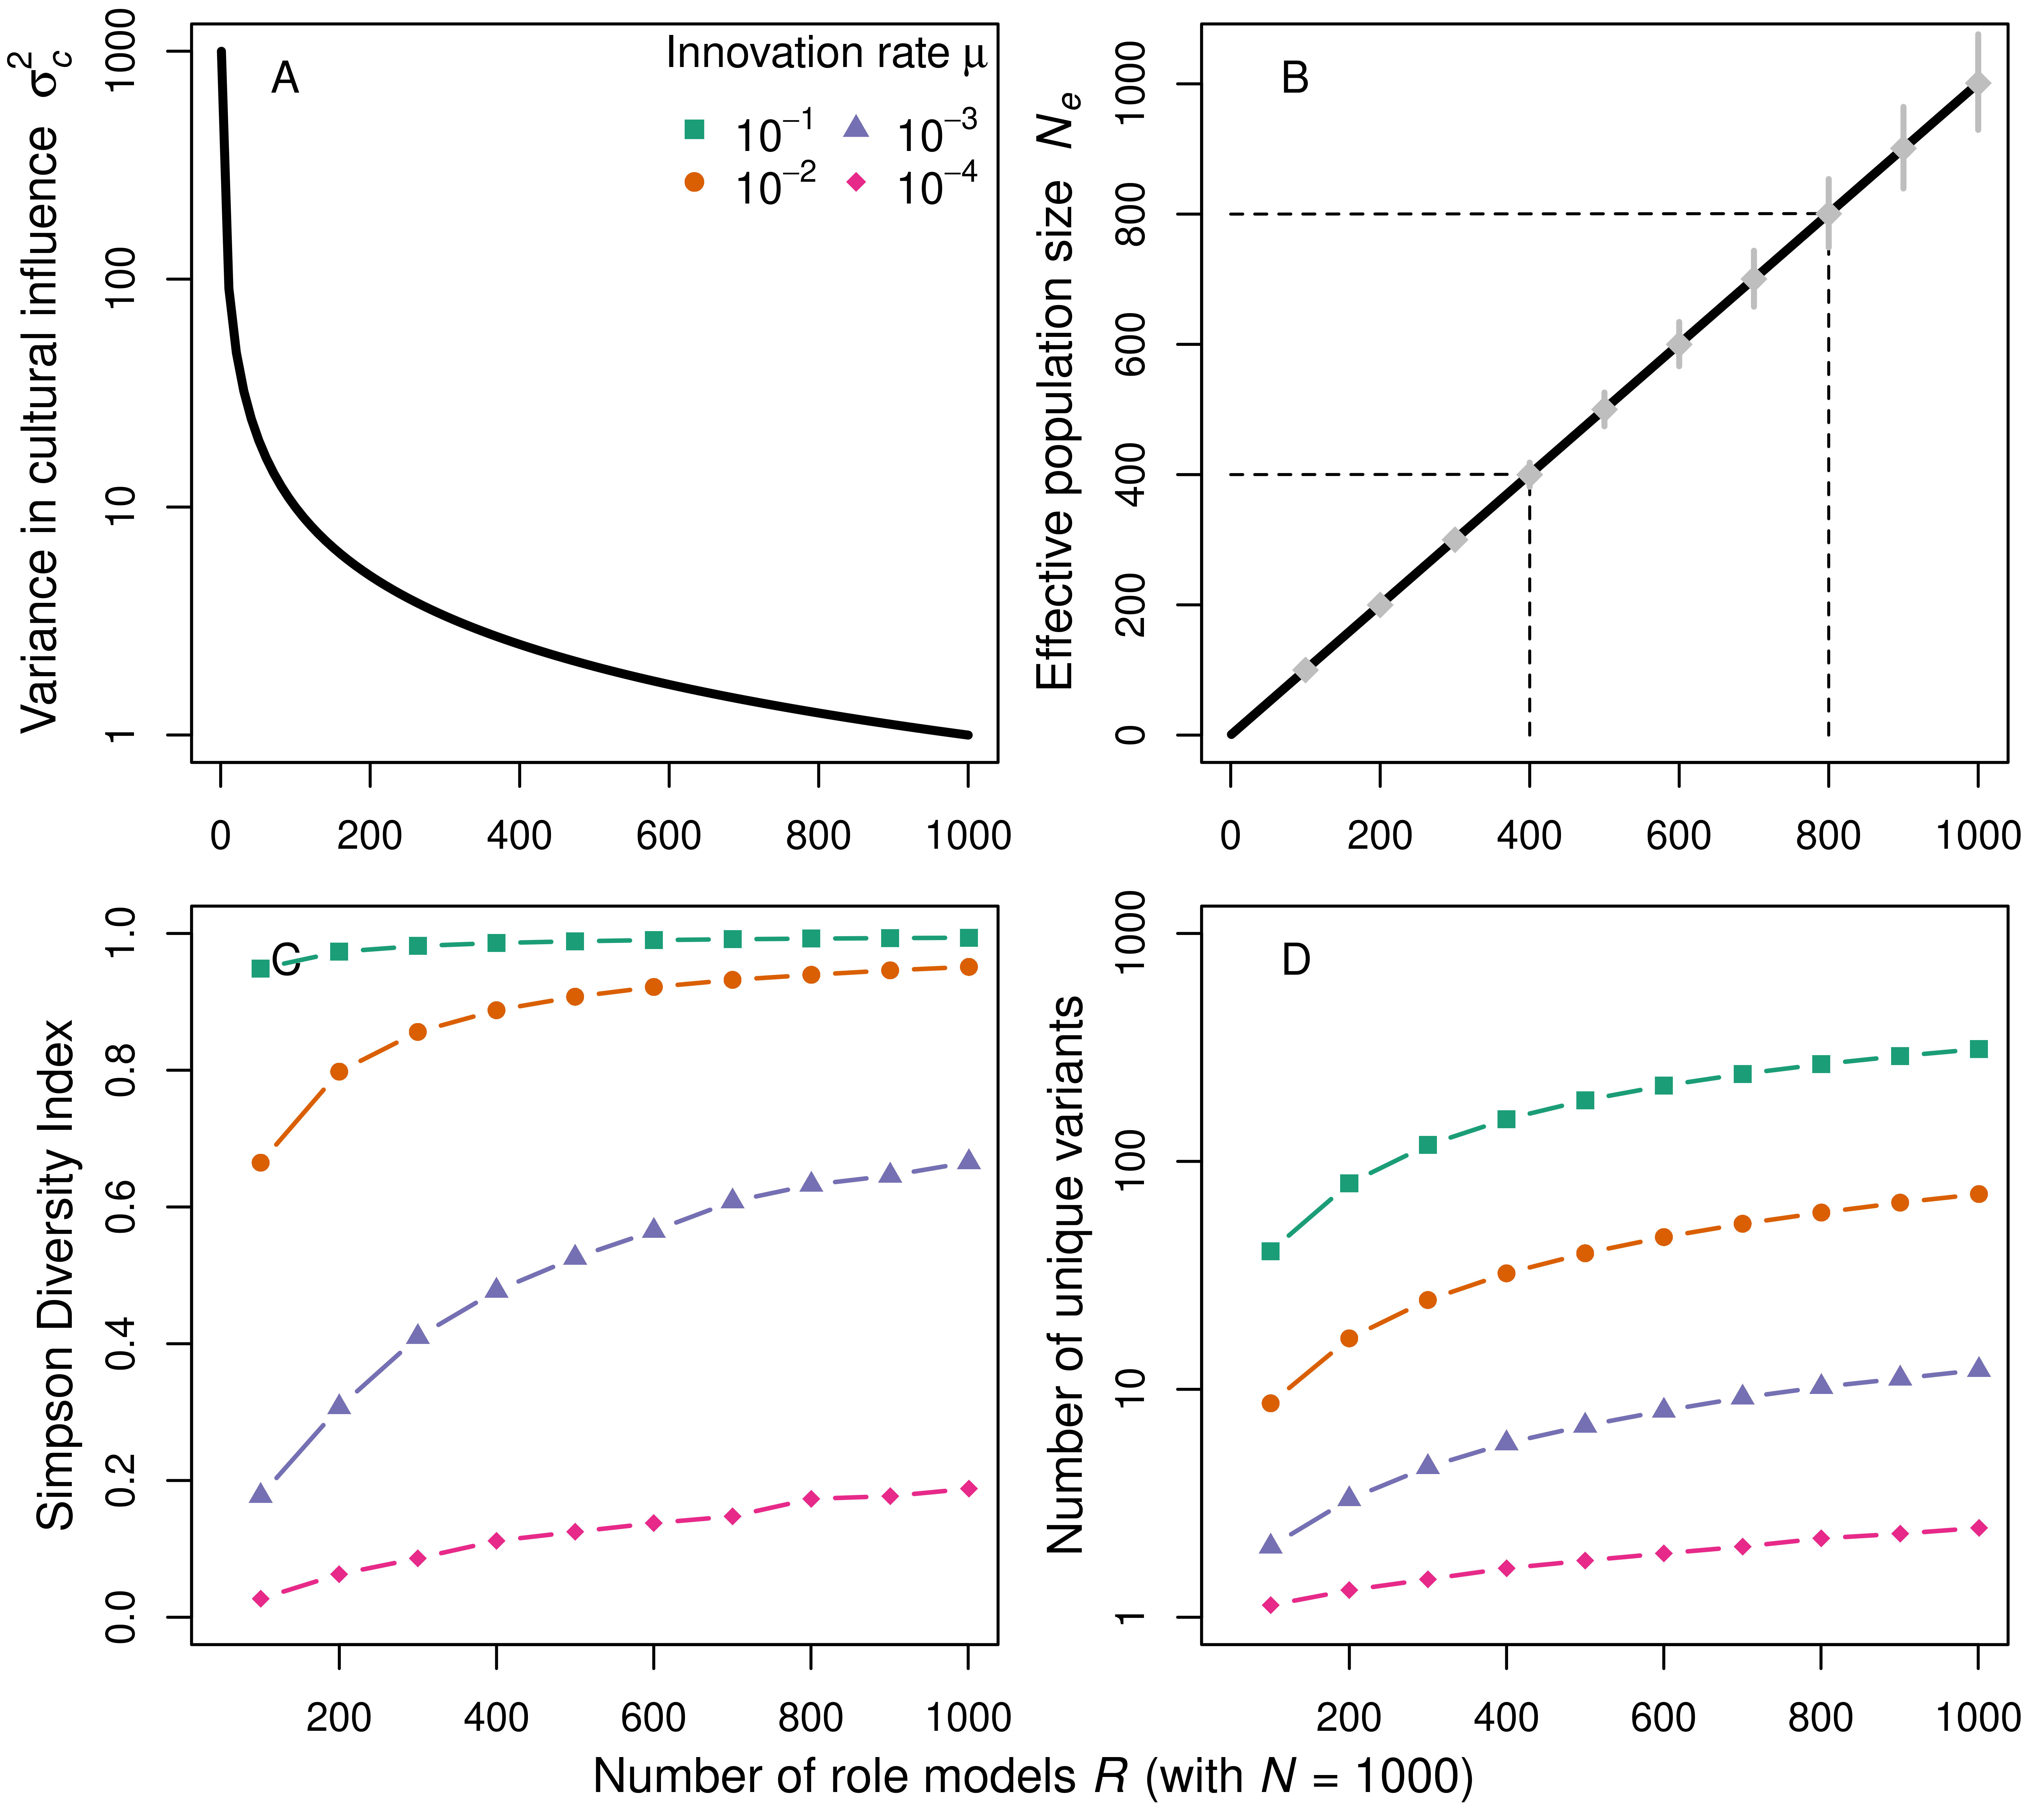 A
Innovation rate μ
10⁻¹ 10⁻³
10⁻² 10⁻⁴
Variance in cultural influence σ²c
1 10 100 1000
0 200 400 600 800 1000
B
Effective population size Ne
0 200 400 600 800 1000
0 200 400 600 800 1000
C
Simpson Diversity Index
0.0 0.2 0.4 0.6 0.8 1.0
200 400 600 800 1000
D
Number of unique variants
1 10 100 1000
200 400 600 800 1000
Number of role models R (with N = 1000)